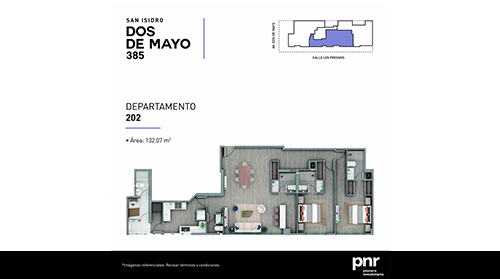 SAN ISIDRO
DOS
DE MAYO
385
AV. DOS DE MAYO
CALLE LOS FRESNOS
DEPARTAMENTO
202
• Área: 132.07 m²
*Imágenes referenciales. Revisar términos y condiciones.
pnr
pionero
inmobiliaria